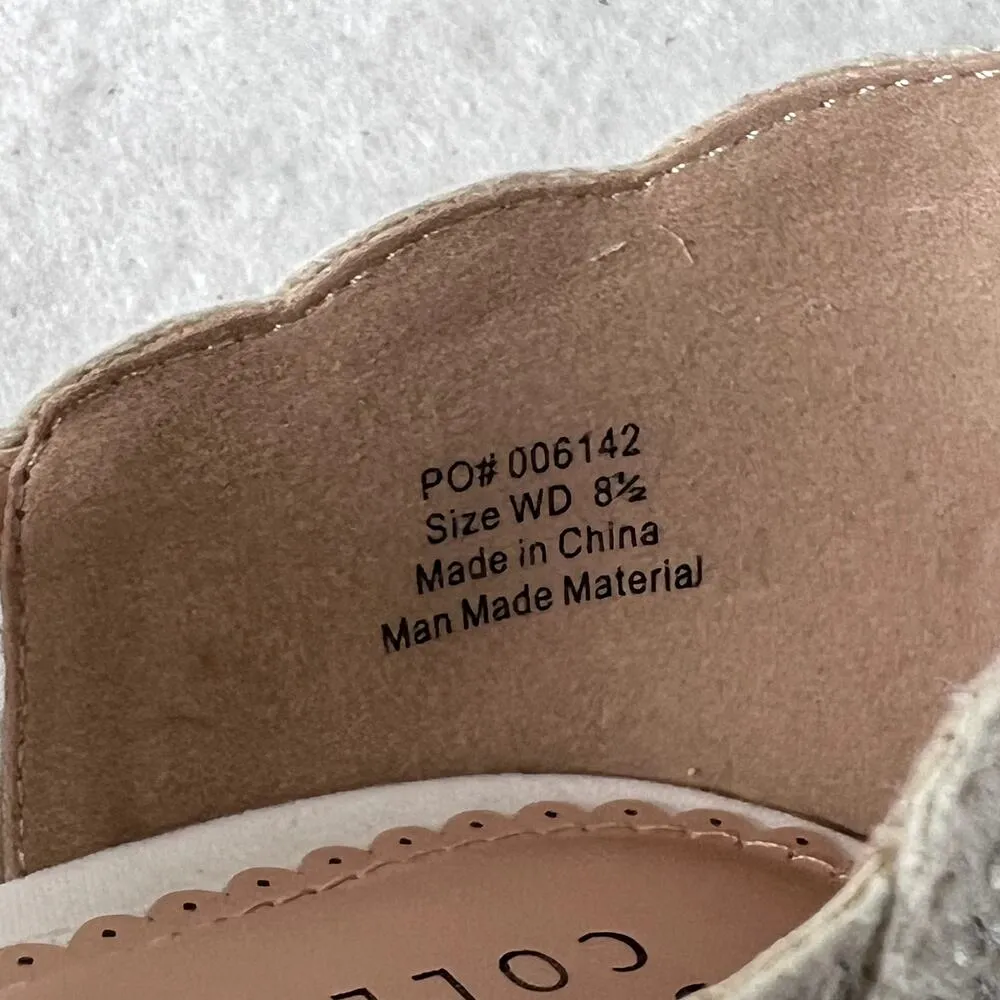 PO# 006142
Size WD 8½
Made in China
Man Made Material